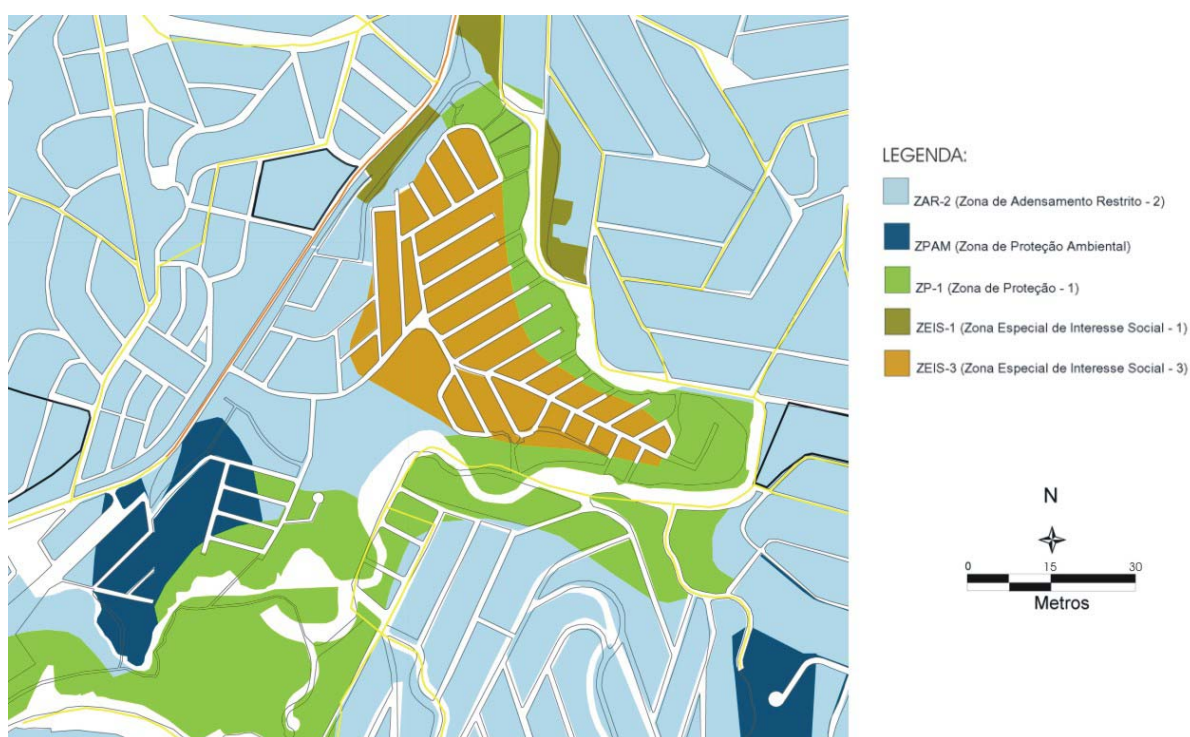 LEGENDA:
ZAR-2 (Zona de Adensamento Restrito - 2)
ZPAM (Zona de Proteção Ambiental)
ZP-1 (Zona de Proteção - 1)
ZEIS-1 (Zona Especial de Interesse Social - 1)
ZEIS-3 (Zona Especial de Interesse Social - 3)
N
0 15 30
Metros